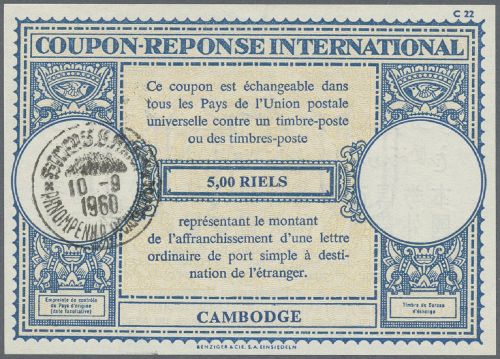 C 22
COUPON-REPONSE INTERNATIONAL
Ce coupon est échangeable dans
tous les Pays de l'Union postale
universelle contre un timbre-poste
ou des timbres-poste
5,00 RIELS
10 -9
1960
PHNOMPENH
représentant le montant
de l'affranchissement d'une lettre
ordinaire de port simple à desti-
nation de l'étranger.
Empreinte de contrôle
du Pays d'origine
(date facultative)
Timbre du Bureau
d'échange
CAMBODGE
BENZIGER & CIE. S.A. EINSIEDELN